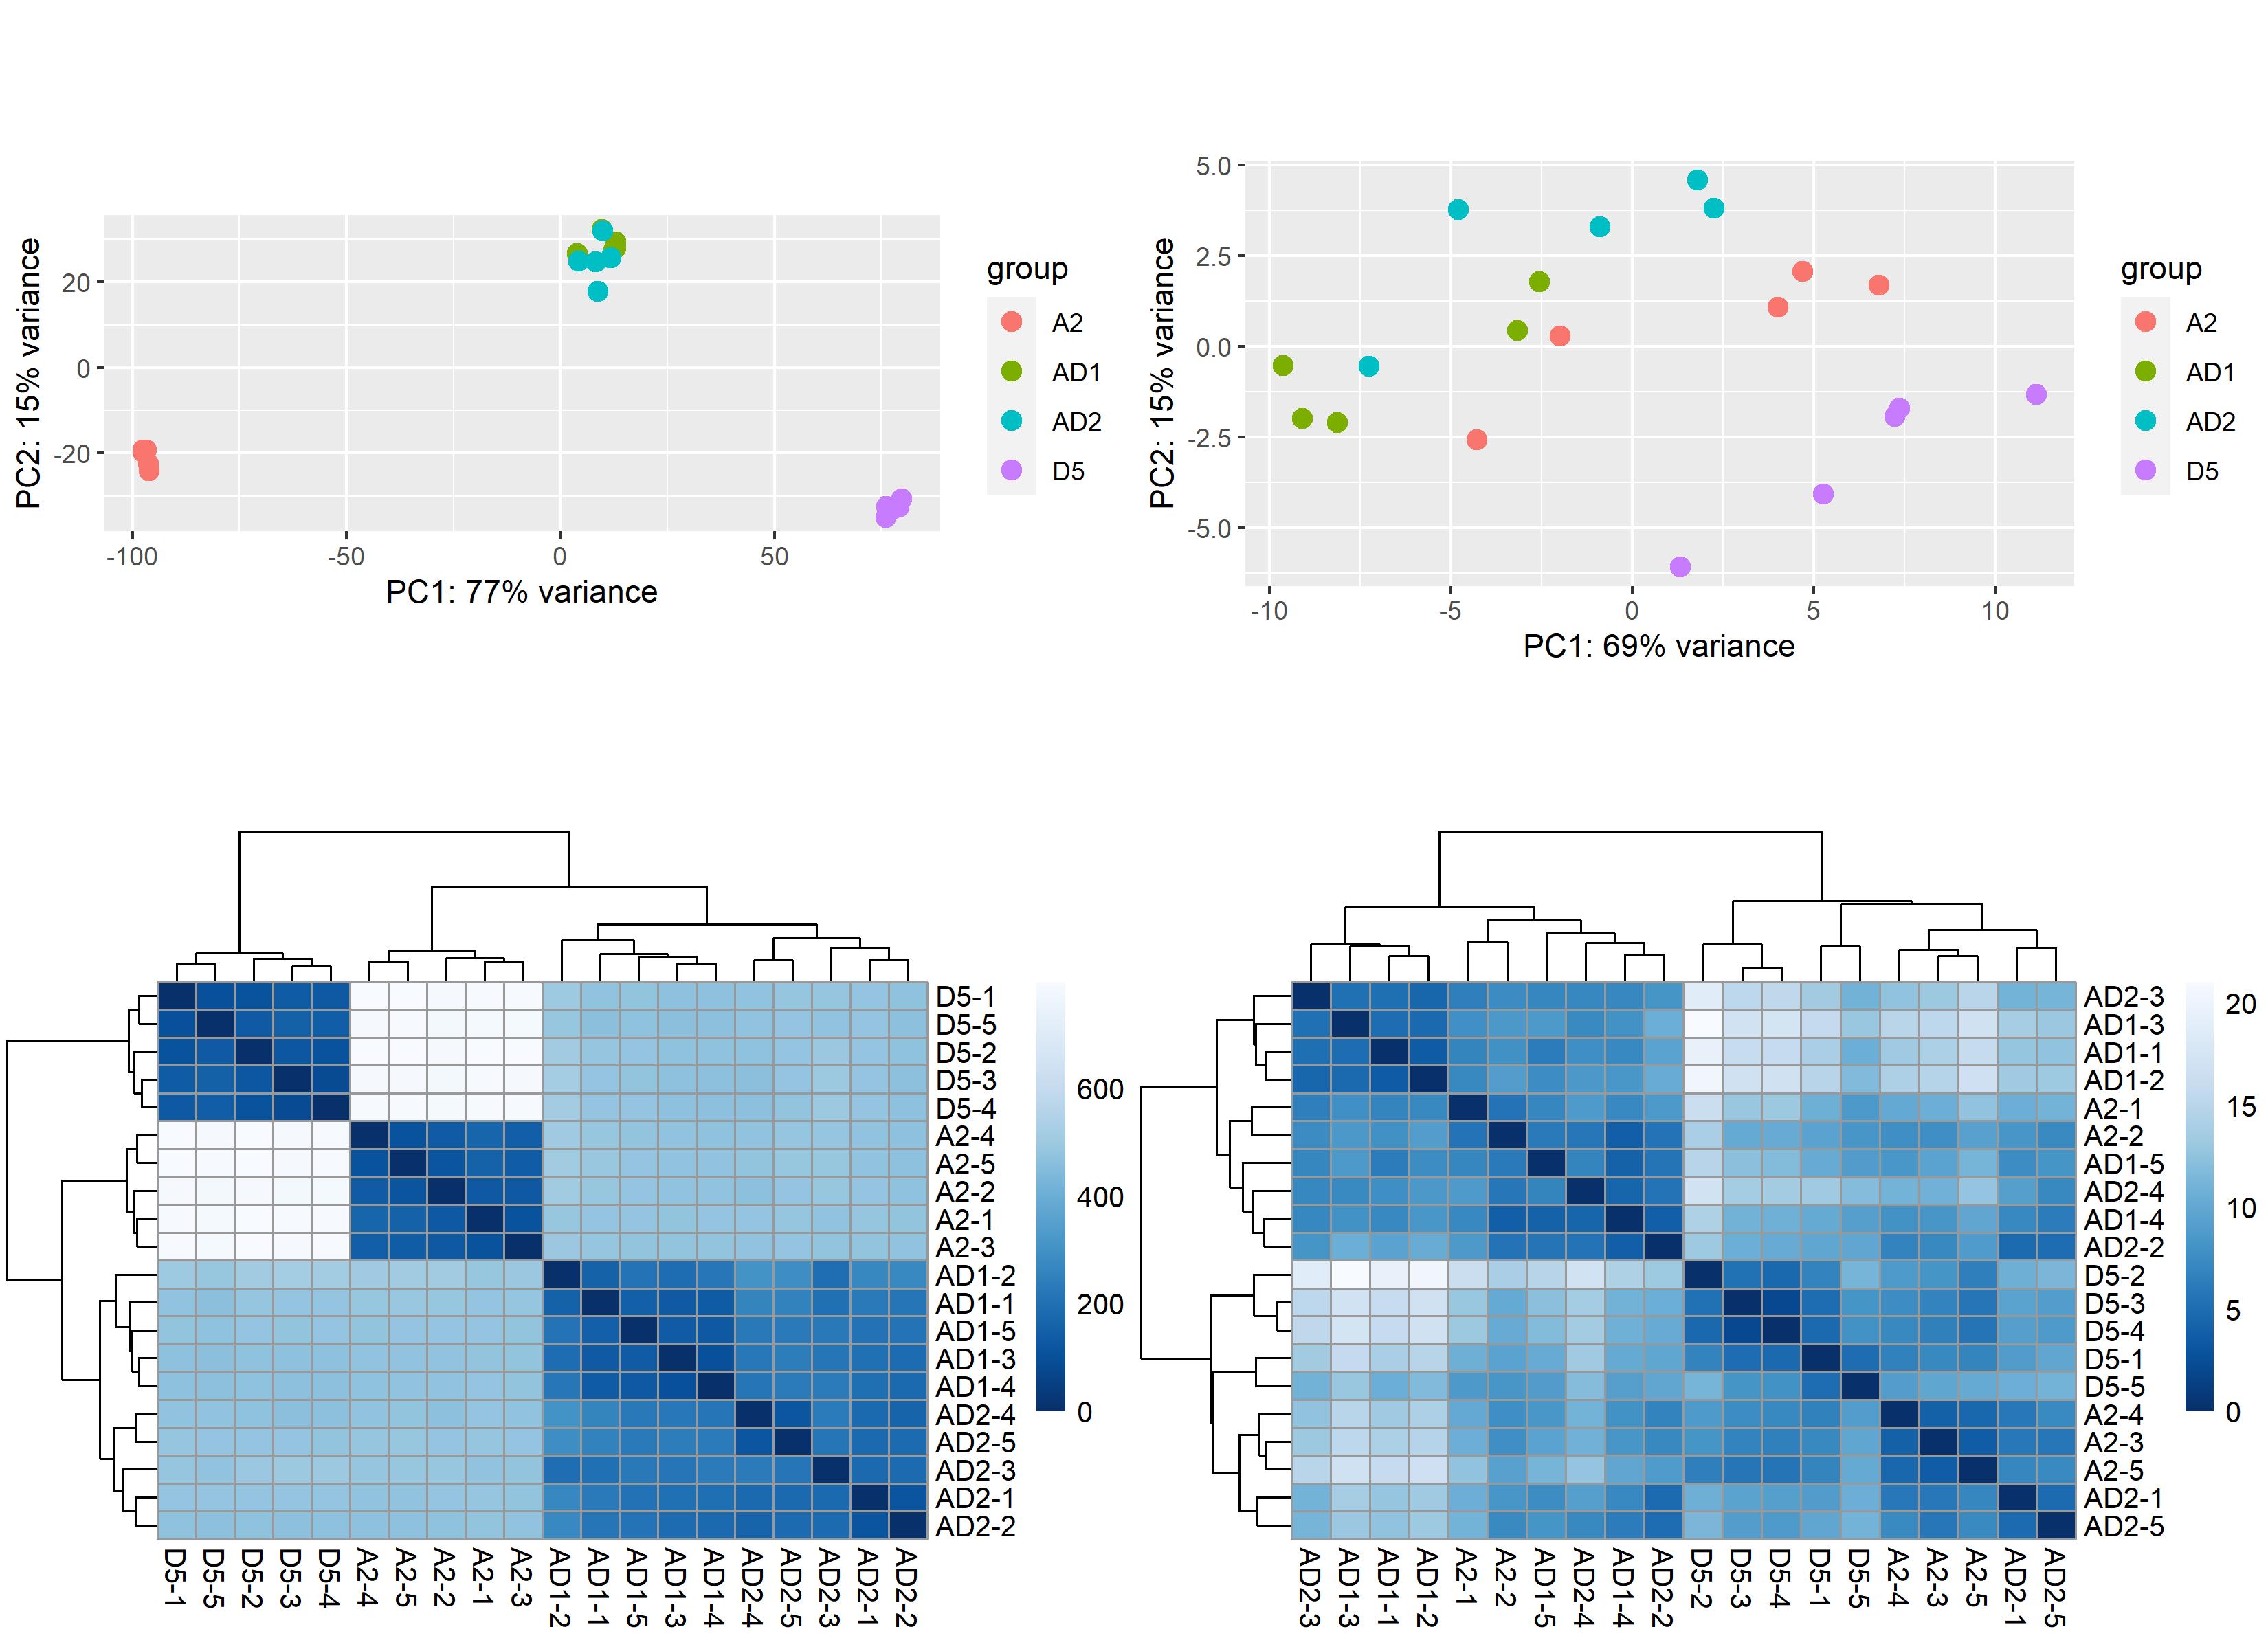 PC2: 15% variance
20
0
-20
-100
-50
0
50
PC1: 77% variance
group
A2
AD1
AD2
D5
PC2: 15% variance
5.0
2.5
0.0
-2.5
-5.0
-10
-5
0
5
10
PC1: 69% variance
group
A2
AD1
AD2
D5
D5-1
D5-5
D5-2
D5-3
D5-4
A2-4
A2-5
A2-2
A2-1
A2-3
AD1-2
AD1-1
AD1-5
AD1-3
AD1-4
AD2-4
AD2-5
AD2-3
AD2-1
AD2-2
D5-1
D5-5
D5-2
D5-3
D5-4
A2-4
A2-5
A2-2
A2-1
A2-3
AD1-2
AD1-1
AD1-5
AD1-3
AD1-4
AD2-4
AD2-5
AD2-3
AD2-1
AD2-2
600
400
200
0
AD2-3
AD1-3
AD1-1
AD1-2
A2-1
A2-2
AD1-5
AD2-4
AD1-4
AD2-2
D5-2
D5-3
D5-4
D5-1
D5-5
A2-4
A2-3
A2-5
AD2-1
AD2-5
AD2-3
AD1-3
AD1-1
AD1-2
A2-1
A2-2
AD1-5
AD2-4
AD1-4
AD2-2
D5-2
D5-3
D5-4
D5-1
D5-5
A2-4
A2-3
A2-5
AD2-1
AD2-5
20
15
10
5
0